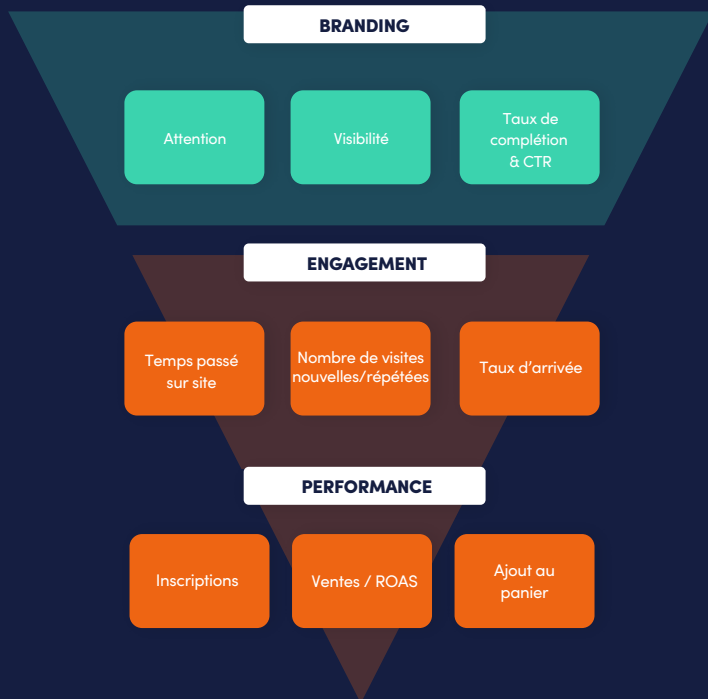 BRANDING
Attention
Visibilité
Taux de
complétion
& CTR
ENGAGEMENT
Temps passé
sur site
Nombre de visites
nouvelles/répétées
Taux d’arrivée
PERFORMANCE
Inscriptions
Ventes / ROAS
Ajout au
panier